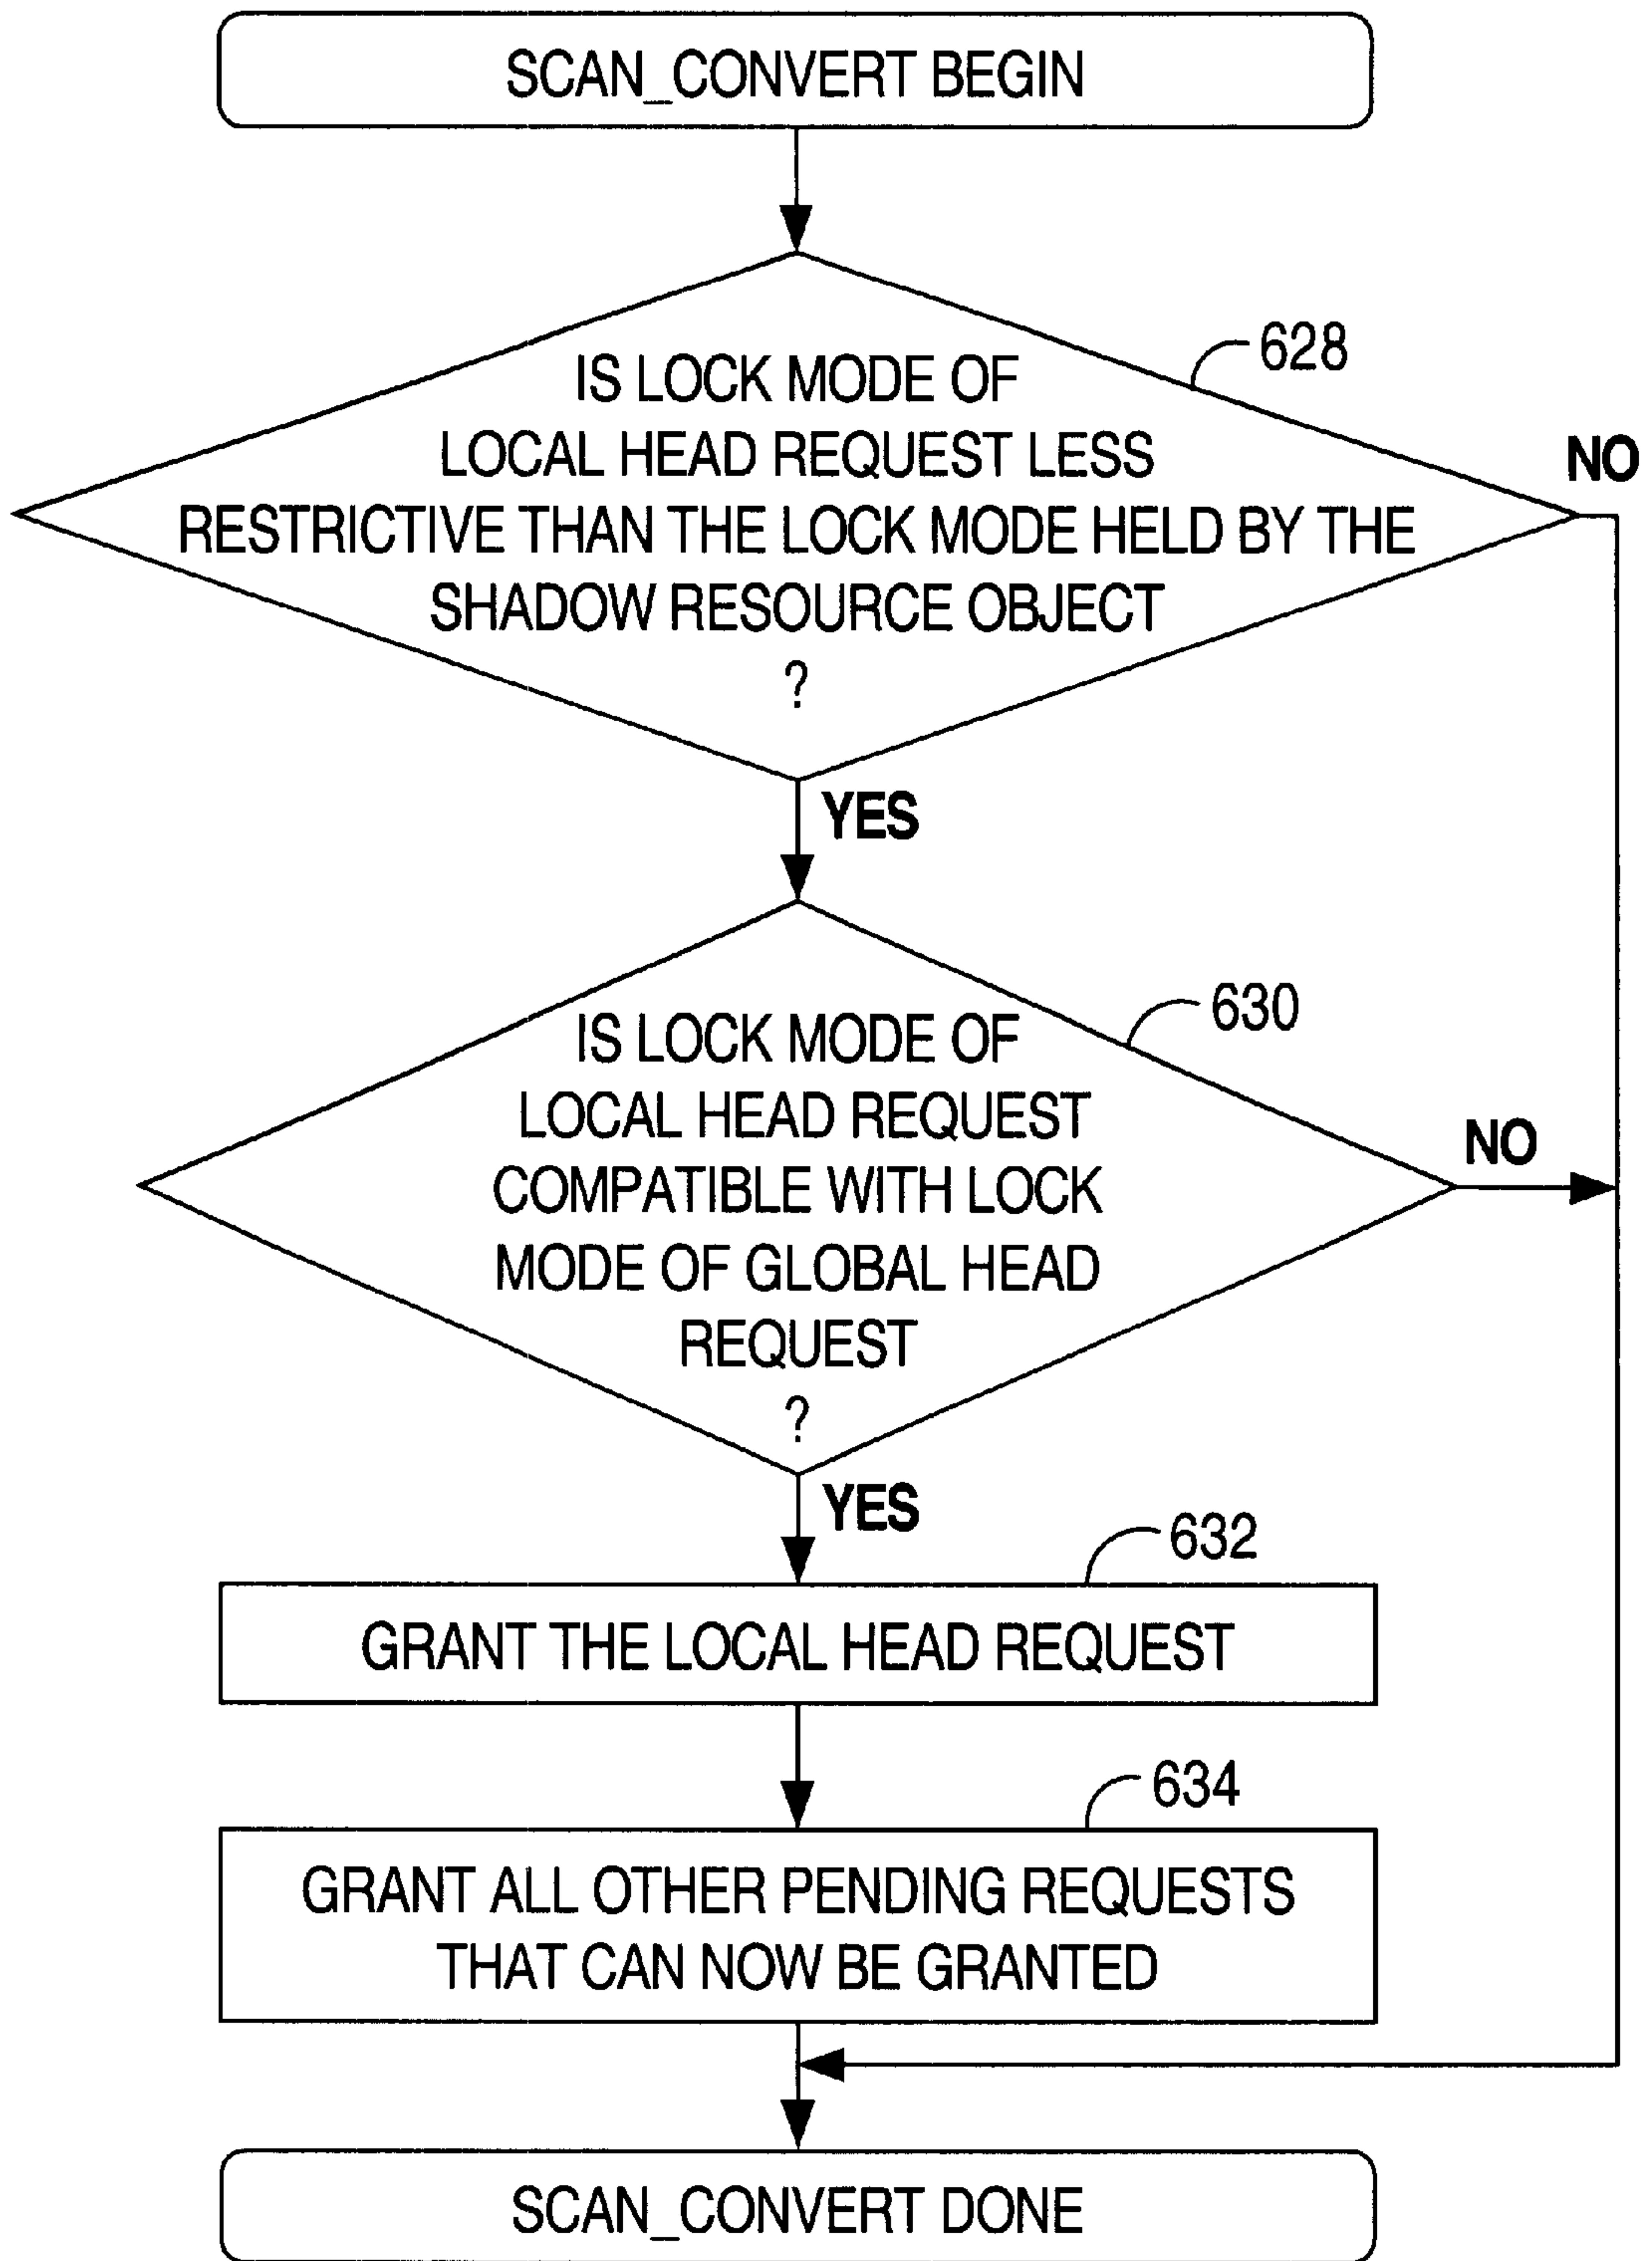 SCAN_CONVERT BEGIN
628
IS LOCK MODE OF
LOCAL HEAD REQUEST LESS
RESTRICTIVE THAN THE LOCK MODE HELD BY THE
SHADOW RESOURCE OBJECT
?
NO
YES
630
IS LOCK MODE OF
LOCAL HEAD REQUEST
COMPATIBLE WITH LOCK
MODE OF GLOBAL HEAD
REQUEST
?
NO
YES
632
GRANT THE LOCAL HEAD REQUEST
634
GRANT ALL OTHER PENDING REQUESTS
THAT CAN NOW BE GRANTED
SCAN_CONVERT DONE